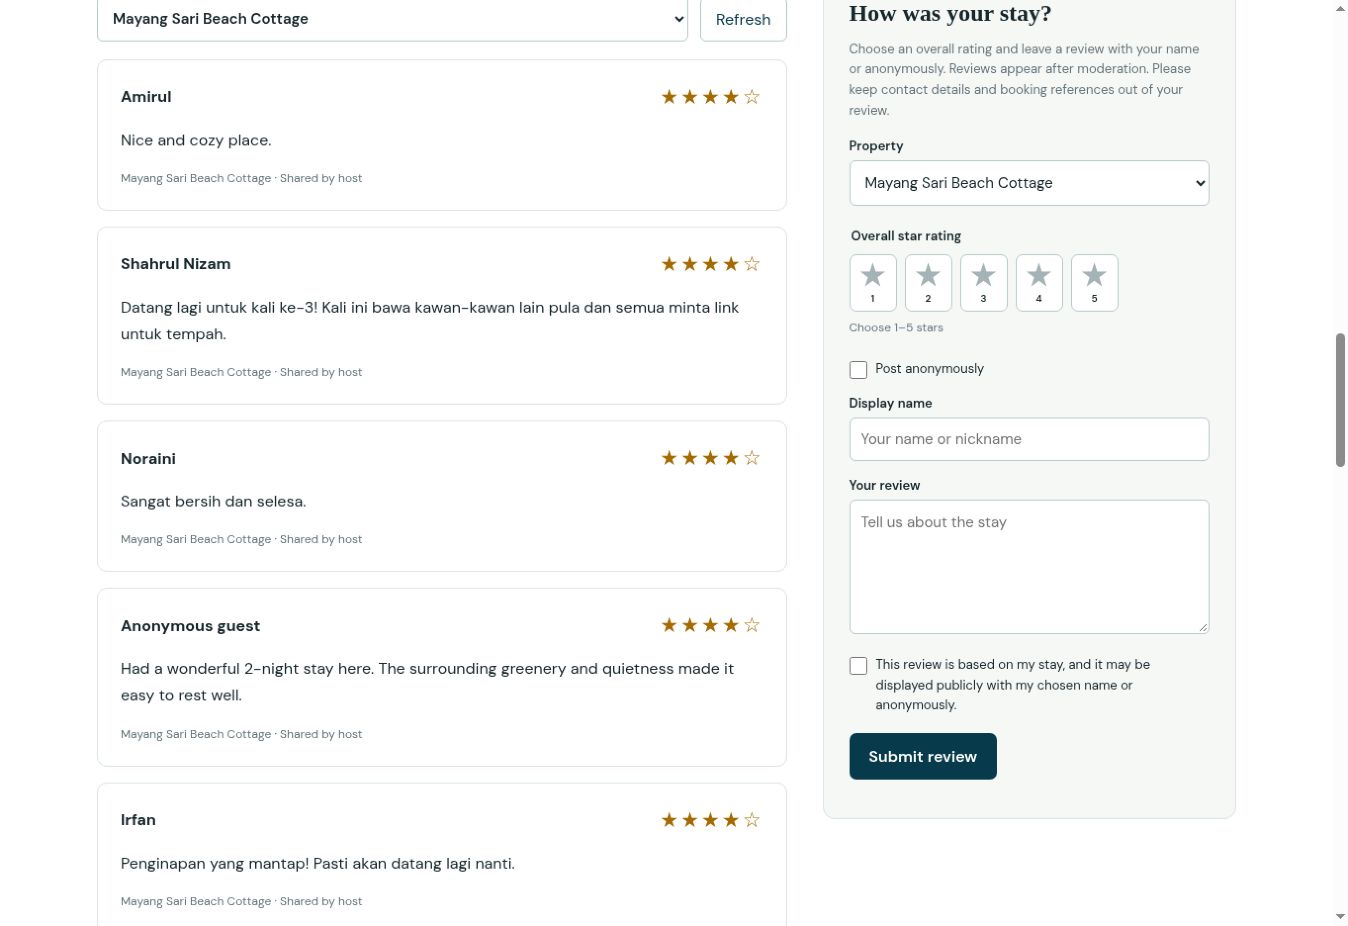 Mayang Sari Beach Cottage
Refresh
Amirul
★★★★☆
Nice and cozy place.
Mayang Sari Beach Cottage · Shared by host
Shahrul Nizam
★★★★☆
Datang lagi untuk kali ke-3! Kali ini bawa kawan-kawan lain pula dan semua minta link
untuk tempah.
Mayang Sari Beach Cottage · Shared by host
Noraini
★★★★☆
Sangat bersih dan selesa.
Mayang Sari Beach Cottage · Shared by host
Anonymous guest
★★★★☆
Had a wonderful 2-night stay here. The surrounding greenery and quietness made it
easy to rest well.
Mayang Sari Beach Cottage · Shared by host
Irfan
★★★★☆
Penginapan yang mantap! Pasti akan datang lagi nanti.
Mayang Sari Beach Cottage · Shared by host
How was your stay?
Choose an overall rating and leave a review with your name
or anonymously. Reviews appear after moderation. Please
keep contact details and booking references out of your
review.
Property
Mayang Sari Beach Cottage
Overall star rating
★ ★ ★ ★ ★
1 2 3 4 5
Choose 1–5 stars
Post anonymously
Display name
Your name or nickname
Your review
Tell us about the stay
This review is based on my stay, and it may be
displayed publicly with my chosen name or
anonymously.
Submit review